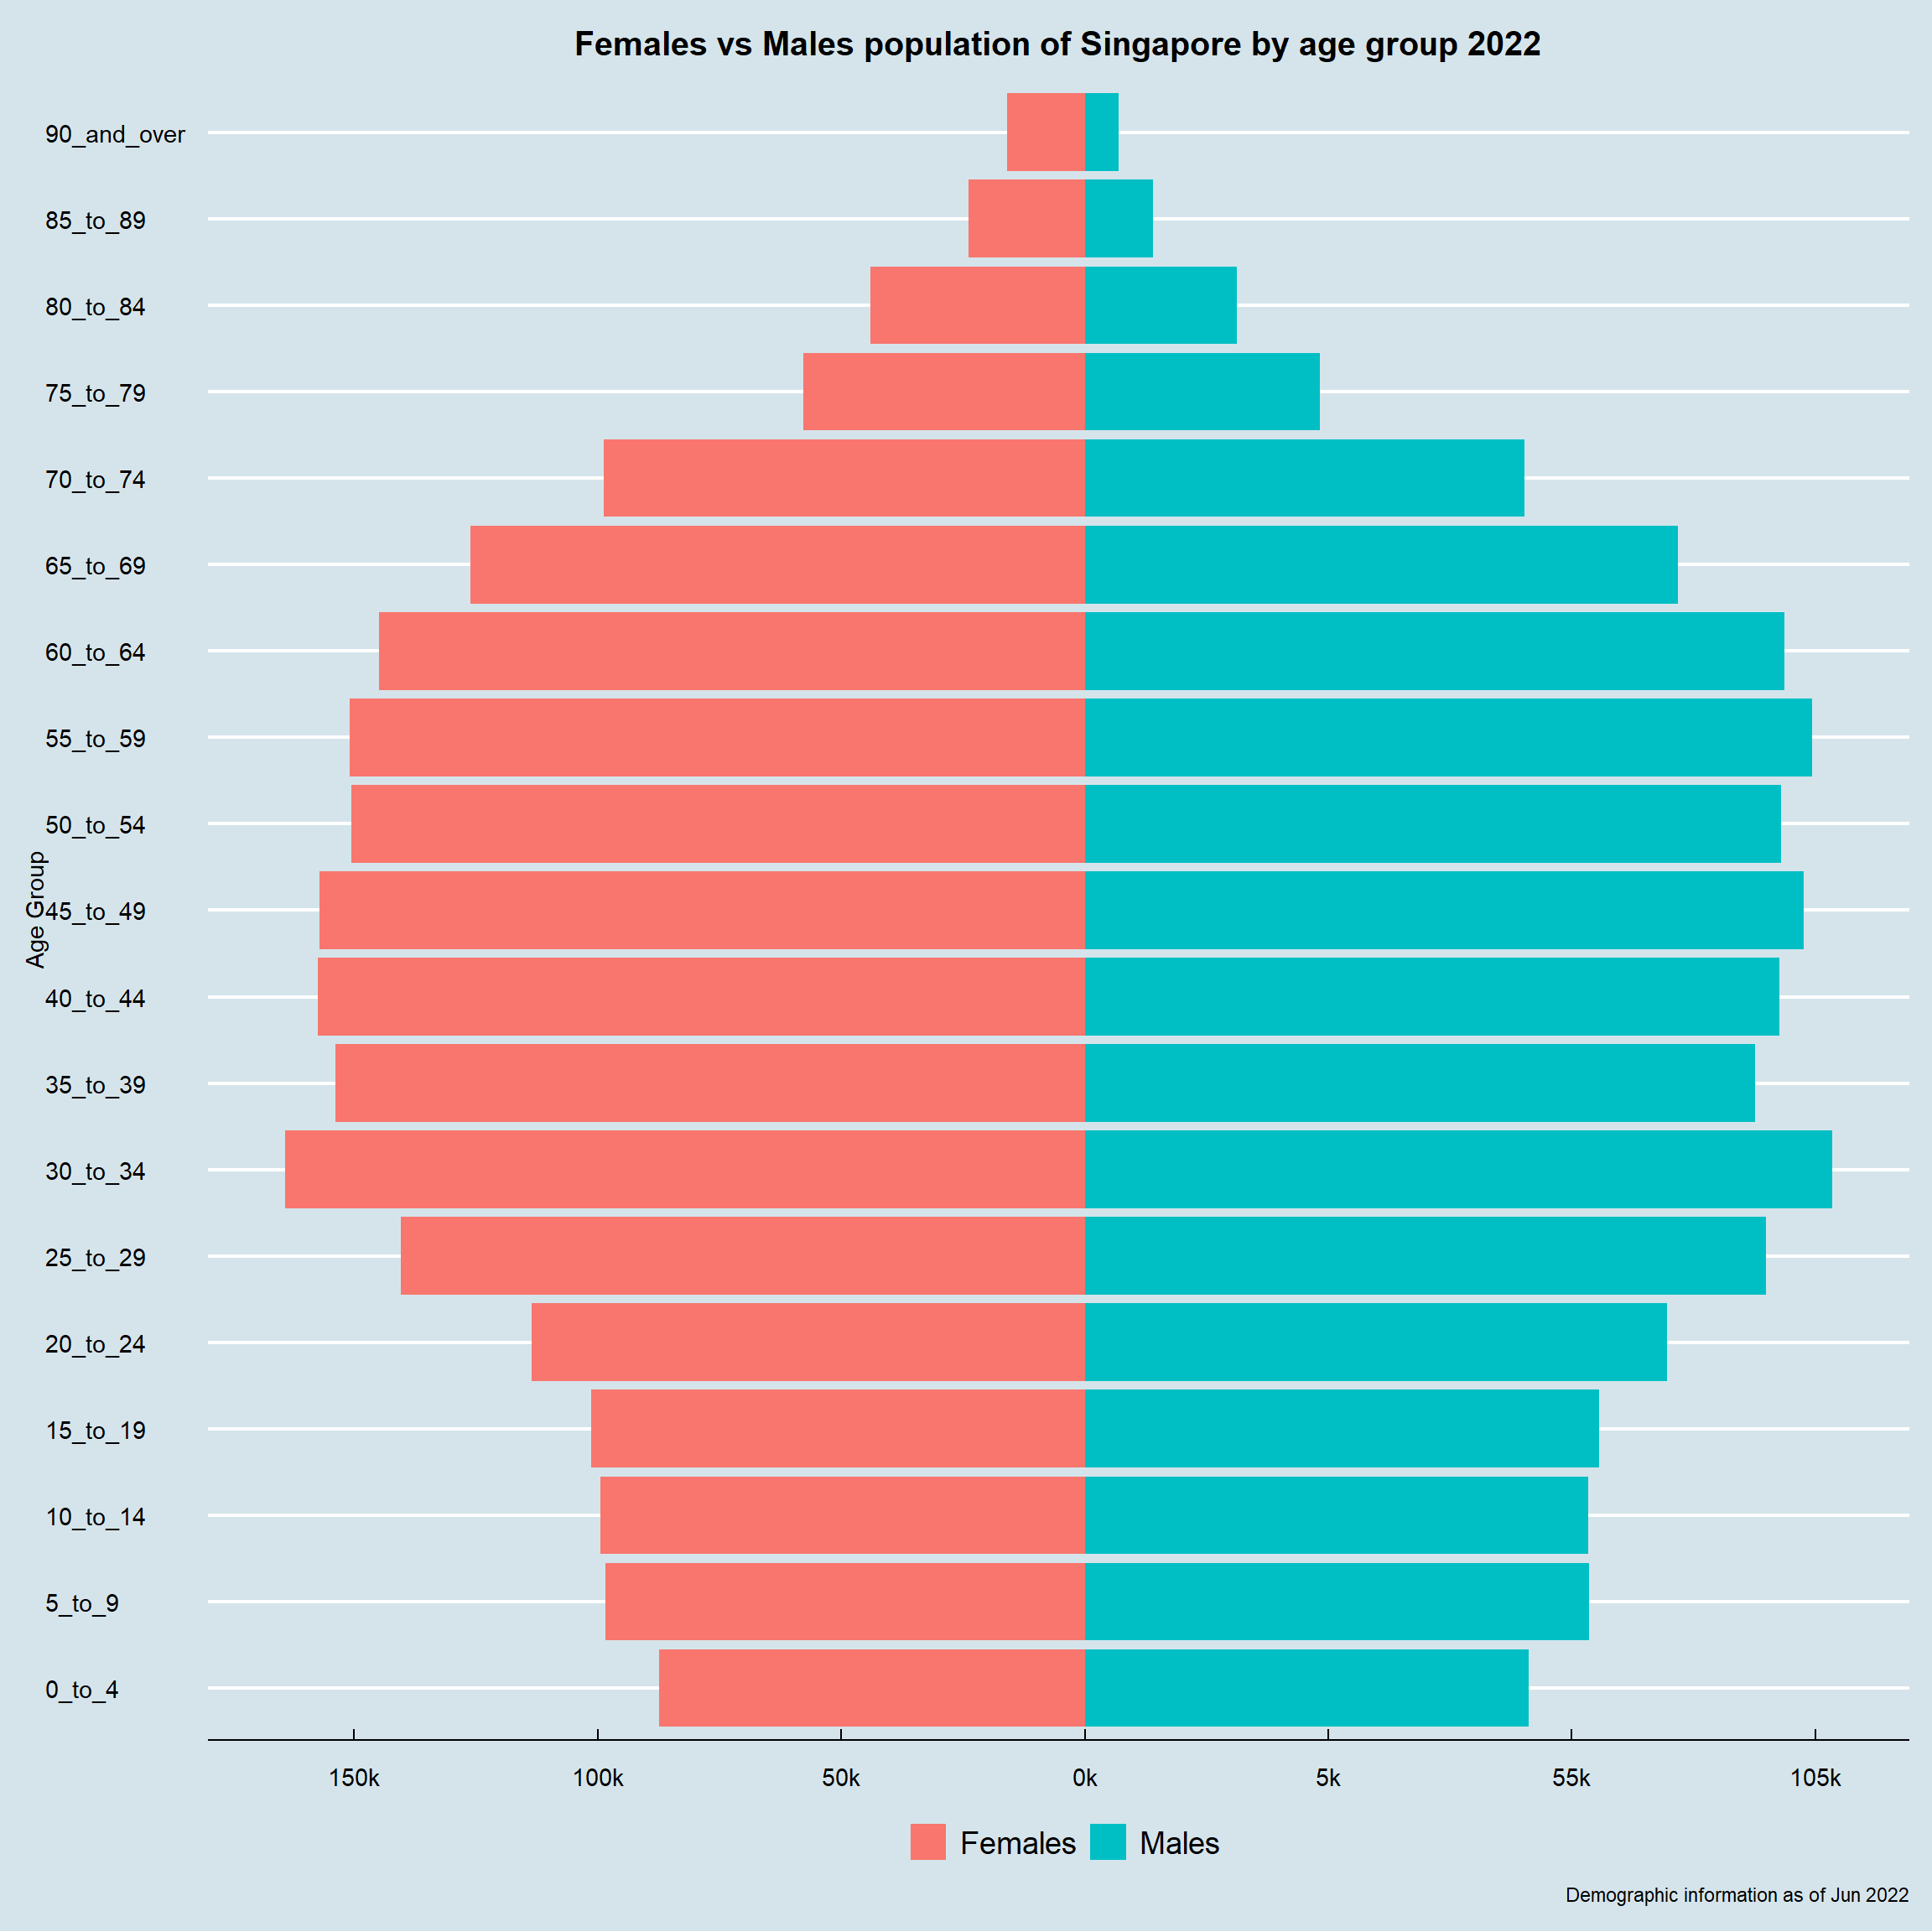 Females vs Males population of Singapore by age group 2022
90_and_over
85_to_89
80_to_84
75_to_79
70_to_74
65_to_69
60_to_64
55_to_59
50_to_54
45_to_49
40_to_44
35_to_39
30_to_34
25_to_29
20_to_24
15_to_19
10_to_14
5_to_9
0_to_4
Age Group
150k 100k 50k 0k 5k 55k 105k
Females Males
Demographic information as of Jun 2022